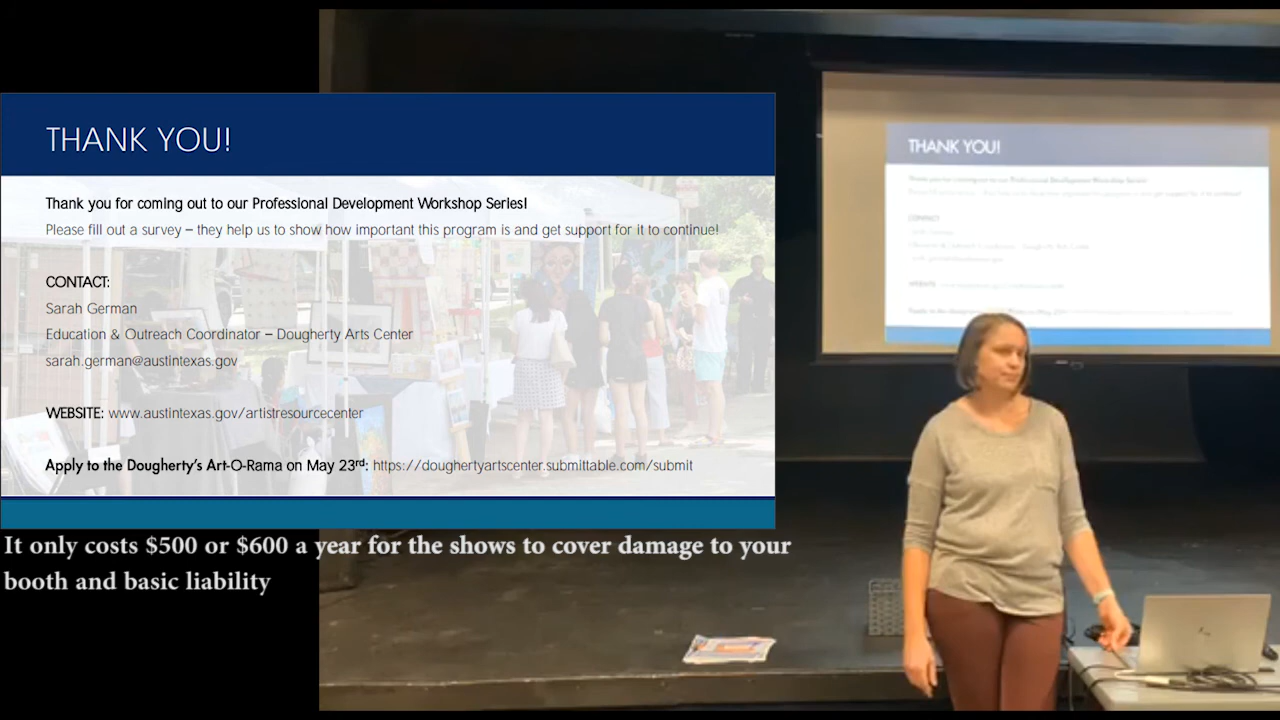 THANK YOU!
Thank you for coming out to our Professional Development Workshop Series!
Please fill out a survey – they help us to show how important this program is and get support for it to continue!
CONTACT:
Sarah German
Education & Outreach Coordinator – Dougherty Arts Center
sarah.german@austintexas.gov
WEBSITE: www.austintexas.gov/artistresourcecenter
Apply to the Dougherty's Art-O-Rama on May 23rd: https://doughertyartscenter.submittable.com/submit
It only costs $500 or $600 a year for the shows to cover damage to your
booth and basic liability
THANK YOU!